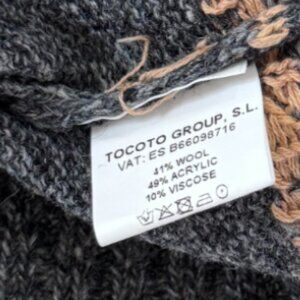 TOCOTO GROUP, S.L.
VAT: ES B66098716
41% WOOL
49% ACRYLIC
10% VISCOSE